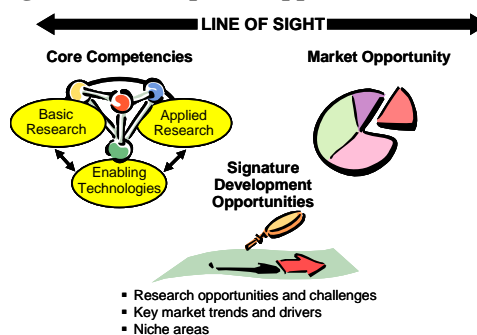 LINE OF SIGHT
Core Competencies
Market Opportunity
Basic
Research
Applied
Research
Enabling
Technologies
Signature
Development
Opportunities
▪ Research opportunities and challenges
▪ Key market trends and drivers
▪ Niche areas